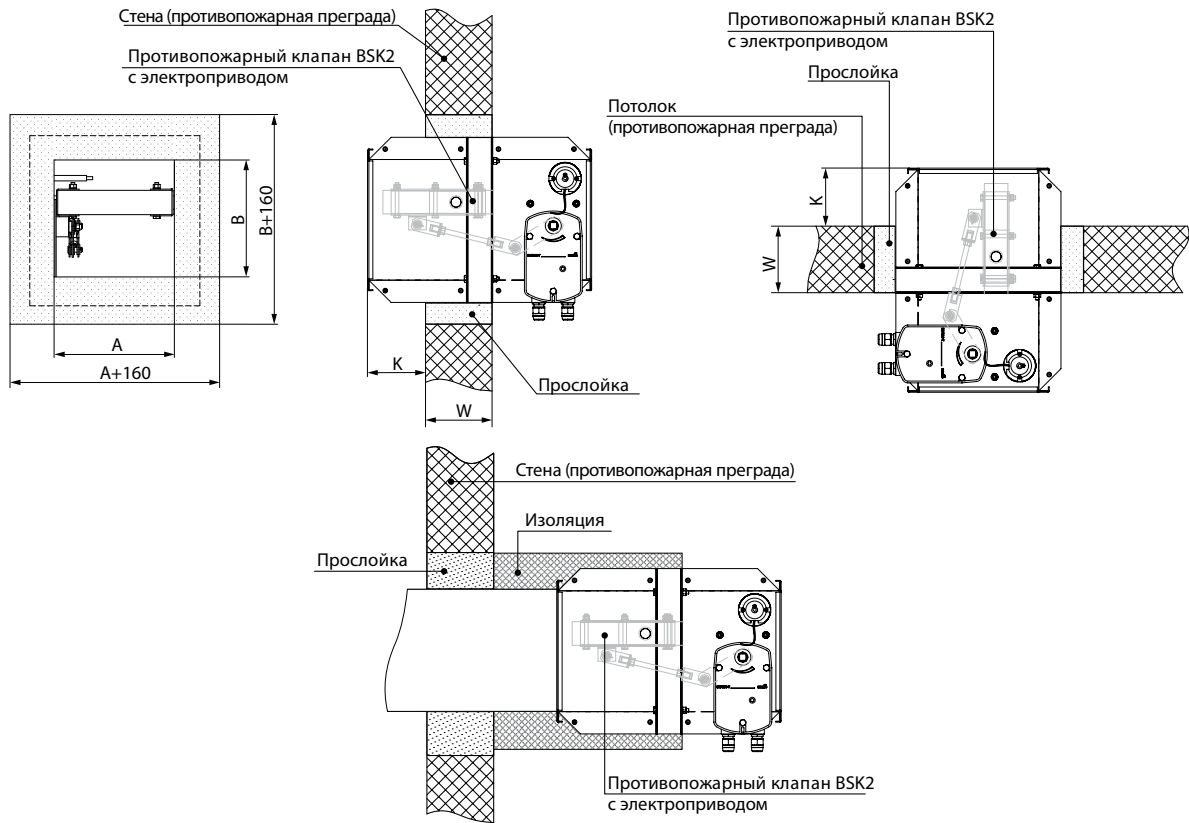 Стена (противопожарная преграда)
Противопожарный клапан BSK2
с электроприводом
B
B+160
A
A+160
K
W
Прослойка
Противопожарный клапан BSK2
с электроприводом
Прослойка
Потолок
(противопожарная преграда)
K
W
Стена (противопожарная преграда)
Изоляция
Прослойка
Противопожарный клапан BSK2
с электроприводом